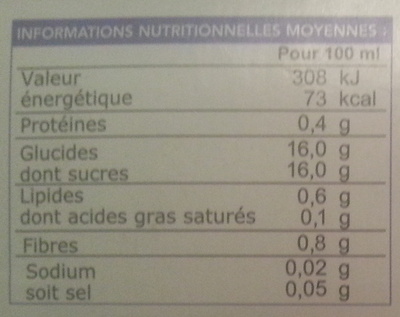 INFORMATIONS NUTRITIONNELLES MOYENNES :
Pour 100 ml
Valeur 308 kJ
énergétique 73 kcal
Protéines 0,4 g
Glucides 16,0 g
dont sucres 16,0 g
Lipides 0,6 g
dont acides gras saturés 0,1 g
Fibres 0,8 g
Sodium 0,02 g
soit sel 0,05 g